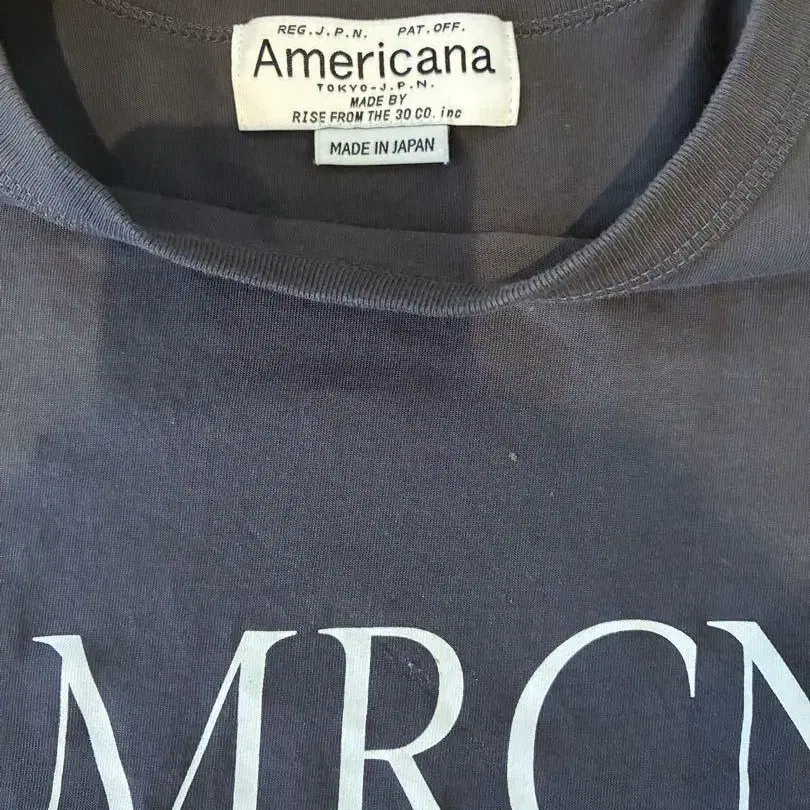 REG.J.P.N. PAT.OFF.
Americana
TOKYO-J.P.N.
MADE BY
RISE FROM THE 30 CO. inc
MADE IN JAPAN
MRCN